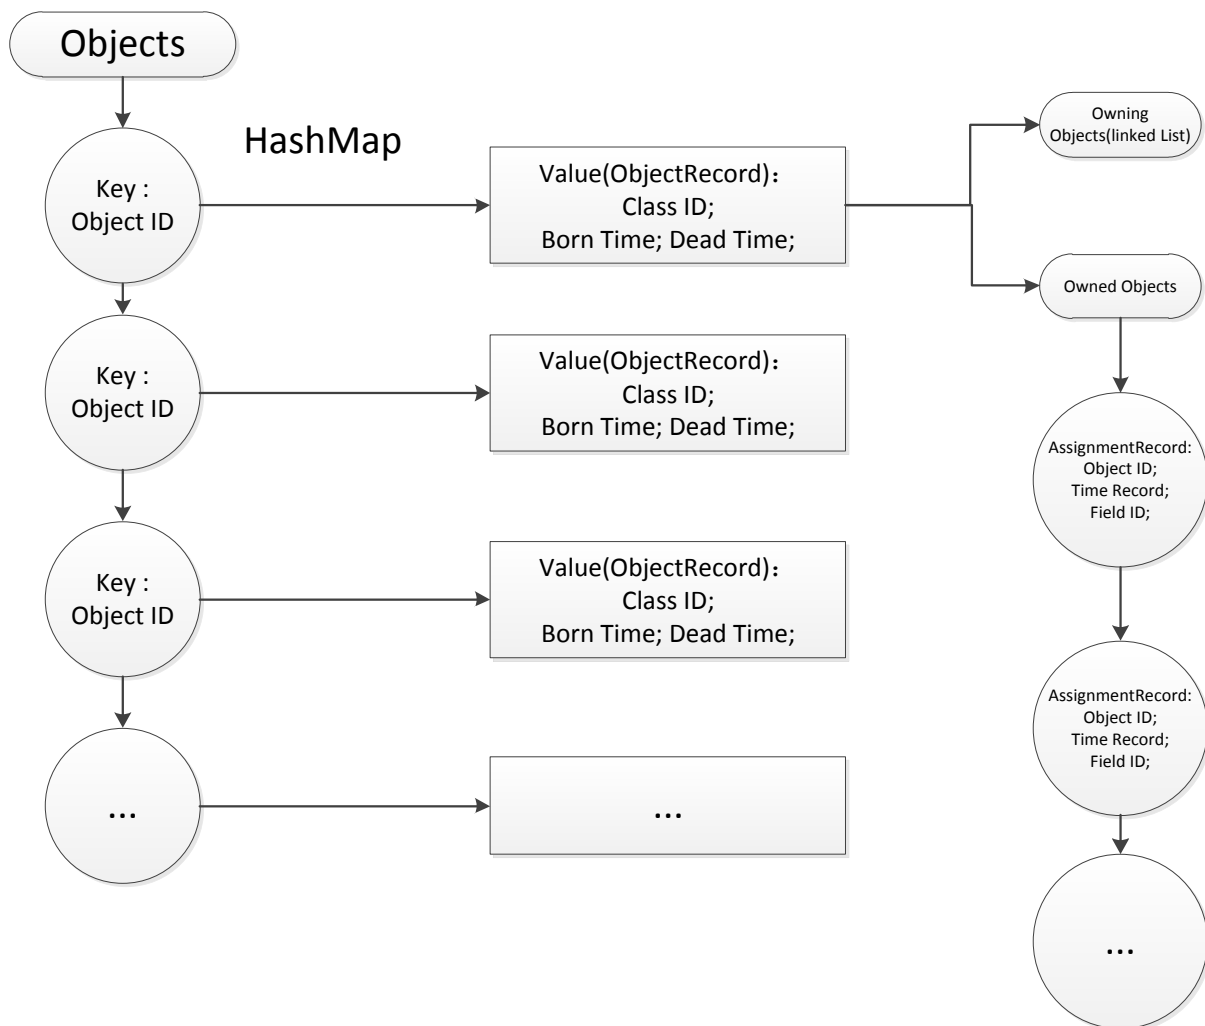 Objects
HashMap
Key :
Object ID
Value(ObjectRecord)：
Class ID;
Born Time; Dead Time;
Owning
Objects(linked List)
Owned Objects
Key :
Object ID
Value(ObjectRecord)：
Class ID;
Born Time; Dead Time;
AssignmentRecord:
Object ID;
Time Record;
Field ID;
Key :
Object ID
Value(ObjectRecord)：
Class ID;
Born Time; Dead Time;
AssignmentRecord:
Object ID;
Time Record;
Field ID;
...
...
...